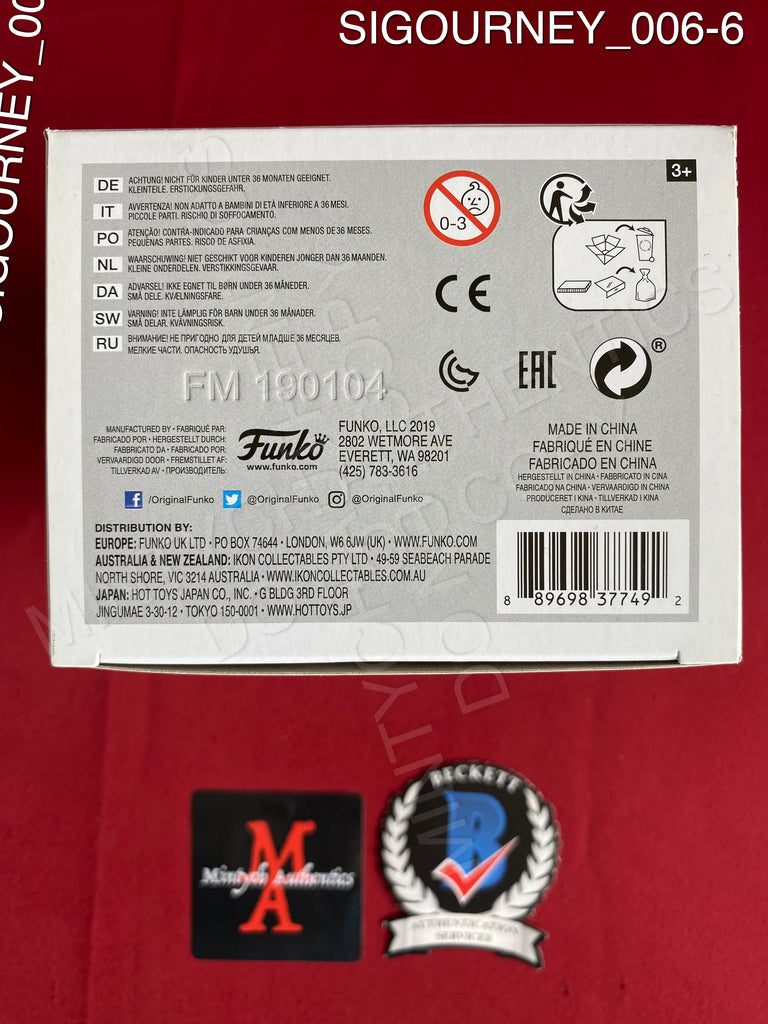 SIGOURNEY_006-6
SIGOURNEY_00
3+
DE ACHTUNG! NICHT FÜR KINDER UNTER 36 MONATEN GEEIGNET.
KLEINTEILE. ERSTICKUNGSGEFAHR.
IT AVVERTENZA! NON ADATTO A BAMBINI DI ETÀ INFERIORE A 36 MESI.
PICCOLE PARTI. RISCHIO DI SOFFOCAMENTO.
PO ATENÇÃO! CONTRA-INDICADO PARA CRIANÇAS COM MENOS DE 36 MESES.
PEQUENAS PARTES. RISCO DE ASFIXIA.
NL WAARSCHUWING! NIET GESCHIKT VOOR KINDEREN JONGER DAN 36 MAANDEN.
KLEINE ONDERDELEN. VERSTIKKINGSGEVAAR.
DA ADVARSEL! IKKE EGNET TIL BØRN UNDER 36 MÅNEDER.
SMÅ DELE. KVÆLNINGSFARE.
SW VARNING! INTE LÄMPLIG FÖR BARN UNDER 36 MÅNADER.
SMÅ DELAR. KVÄVNINGSRISK.
RU ВНИМАНИЕ! НЕ ПРИГОДНО ДЛЯ ДЕТЕЙ МЛАДШЕ 36 МЕСЯЦЕВ.
МЕЛКИЕ ЧАСТИ. ОПАСНОСТЬ УДУШЬЯ.
0-3
CE
EAC
®
FM 190104
MANUFACTURED BY • FABRIQUÉ PAR:
FABRICADO POR • HERGESTELLT DURCH:
FABBRICATO DA • FABRICADO POR:
VERVAARDIGD DOOR • FREMSTILLET AF:
TILLVERKAD AV • ПРОИЗВОДИТЕЛЬ:
Funko
www.funko.com
FUNKO, LLC 2019
2802 WETMORE AVE
EVERETT, WA 98201
(425) 783-3616
MADE IN CHINA
FABRIQUÉ EN CHINE
FABRICADO EN CHINA
HERGESTELLT IN CHINA • FABBRICATO IN CINA
FABRICADO NA CHINA • VERVAARDIGD IN CHINA
PRODUCERET I KINA • TILLVERKAD I KINA
СДЕЛАНО В КИТАЕ
/OriginalFunko @OriginalFunko @OriginalFunko
DISTRIBUTION BY:
EUROPE: FUNKO UK LTD • PO BOX 74644 • LONDON, W6 6JW (UK) • WWW.FUNKO.COM
AUSTRALIA & NEW ZEALAND: IKON COLLECTABLES PTY LTD • 49-59 SEABEACH PARADE
NORTH SHORE, VIC 3214 AUSTRALIA • WWW.IKONCOLLECTABLES.COM.AU
JAPAN: HOT TOYS JAPAN CO., INC. • G BLDG 3RD FLOOR
JINGUMAE 3-30-12 • TOKYO 150-0001 • WWW.HOTTOYS.JP
8 89698 37749 2
MA
Mintych Authentics
BECKETT
B
AUTHENTICATION
SERVICES